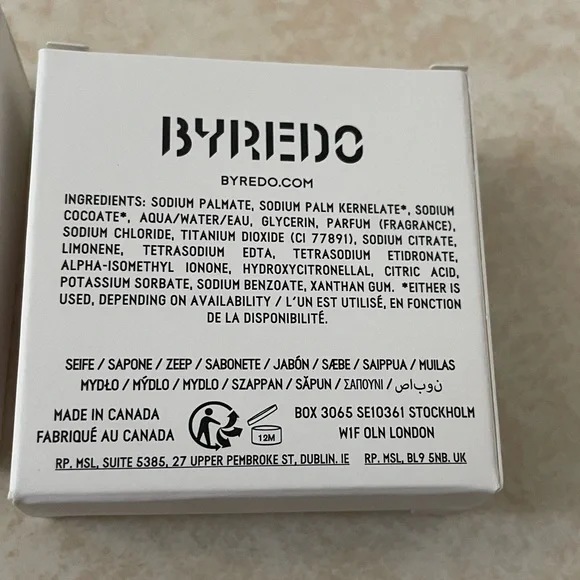 BYREDO
BYREDO.COM
INGREDIENTS: SODIUM PALMATE, SODIUM PALM KERNELATE*, SODIUM
COCOATE*, AQUA/WATER/EAU, GLYCERIN, PARFUM (FRAGRANCE),
SODIUM CHLORIDE, TITANIUM DIOXIDE (CI 77891), SODIUM CITRATE,
LIMONENE, TETRASODIUM EDTA, TETRASODIUM ETIDRONATE,
ALPHA-ISOMETHYL IONONE, HYDROXYCITRONELLAL, CITRIC ACID,
POTASSIUM SORBATE, SODIUM BENZOATE, XANTHAN GUM. *EITHER IS
USED, DEPENDING ON AVAILABILITY / L'UN EST UTILISÉ, EN FONCTION
DE LA DISPONIBILITÉ.
SEIFE / SAPONE / ZEEP / SABONETE / JABÓN / SÆBE / SAIPPUA / MUILAS
MYDŁO / MÝDLO / MYDLO / SZAPPAN / SĂPUN / ΣΑΠΟΥΝΙ / صابون
MADE IN CANADA
FABRIQUÉ AU CANADA
12M
BOX 3065 SE10361 STOCKHOLM
W1F OLN LONDON
RP. MSL, SUITE 5385, 27 UPPER PEMBROKE ST, DUBLIN. IE RP. MSL, BL9 5NB. UK